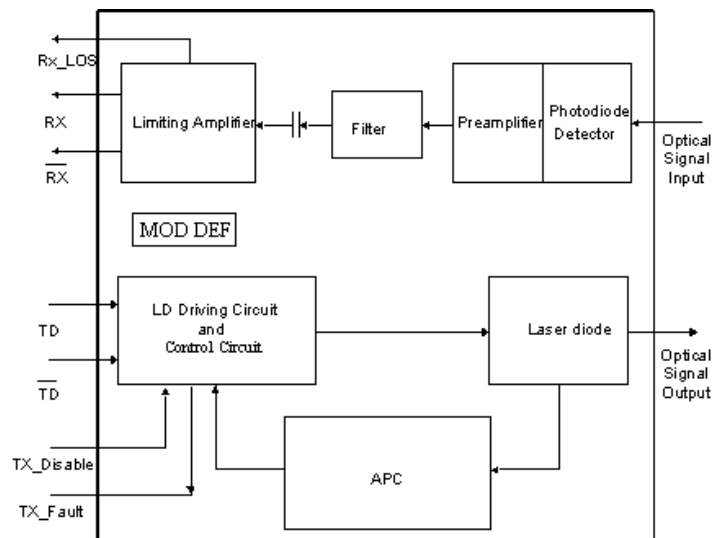 Rx_LOS
RX
RX
Limiting Amplifier
Filter
Preamplifier
Photodiode
Detector
Optical
Signal
Input
MOD DEF
TD
TD
LD Driving Circuit
and
Control Circuit
Laser diode
Optical
Signal
Output
TX_Disable
TX_Fault
APC